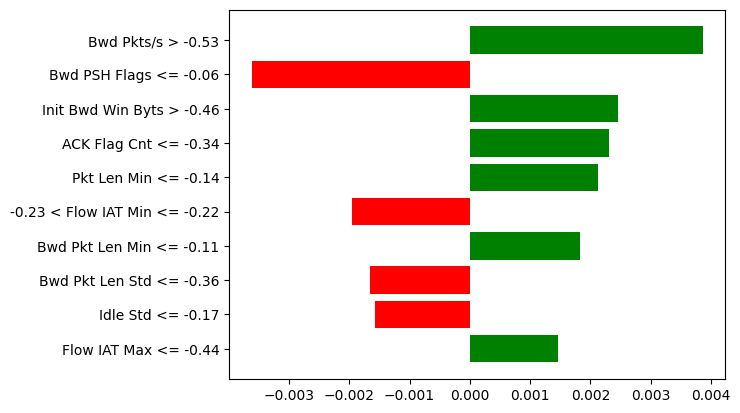 Bwd Pkts/s > -0.53
Bwd PSH Flags <= -0.06
Init Bwd Win Byts > -0.46
ACK Flag Cnt <= -0.34
Pkt Len Min <= -0.14
-0.23 < Flow IAT Min <= -0.22
Bwd Pkt Len Min <= -0.11
Bwd Pkt Len Std <= -0.36
Idle Std <= -0.17
Flow IAT Max <= -0.44
−0.003 −0.002 −0.001 0.000 0.001 0.002 0.003 0.004